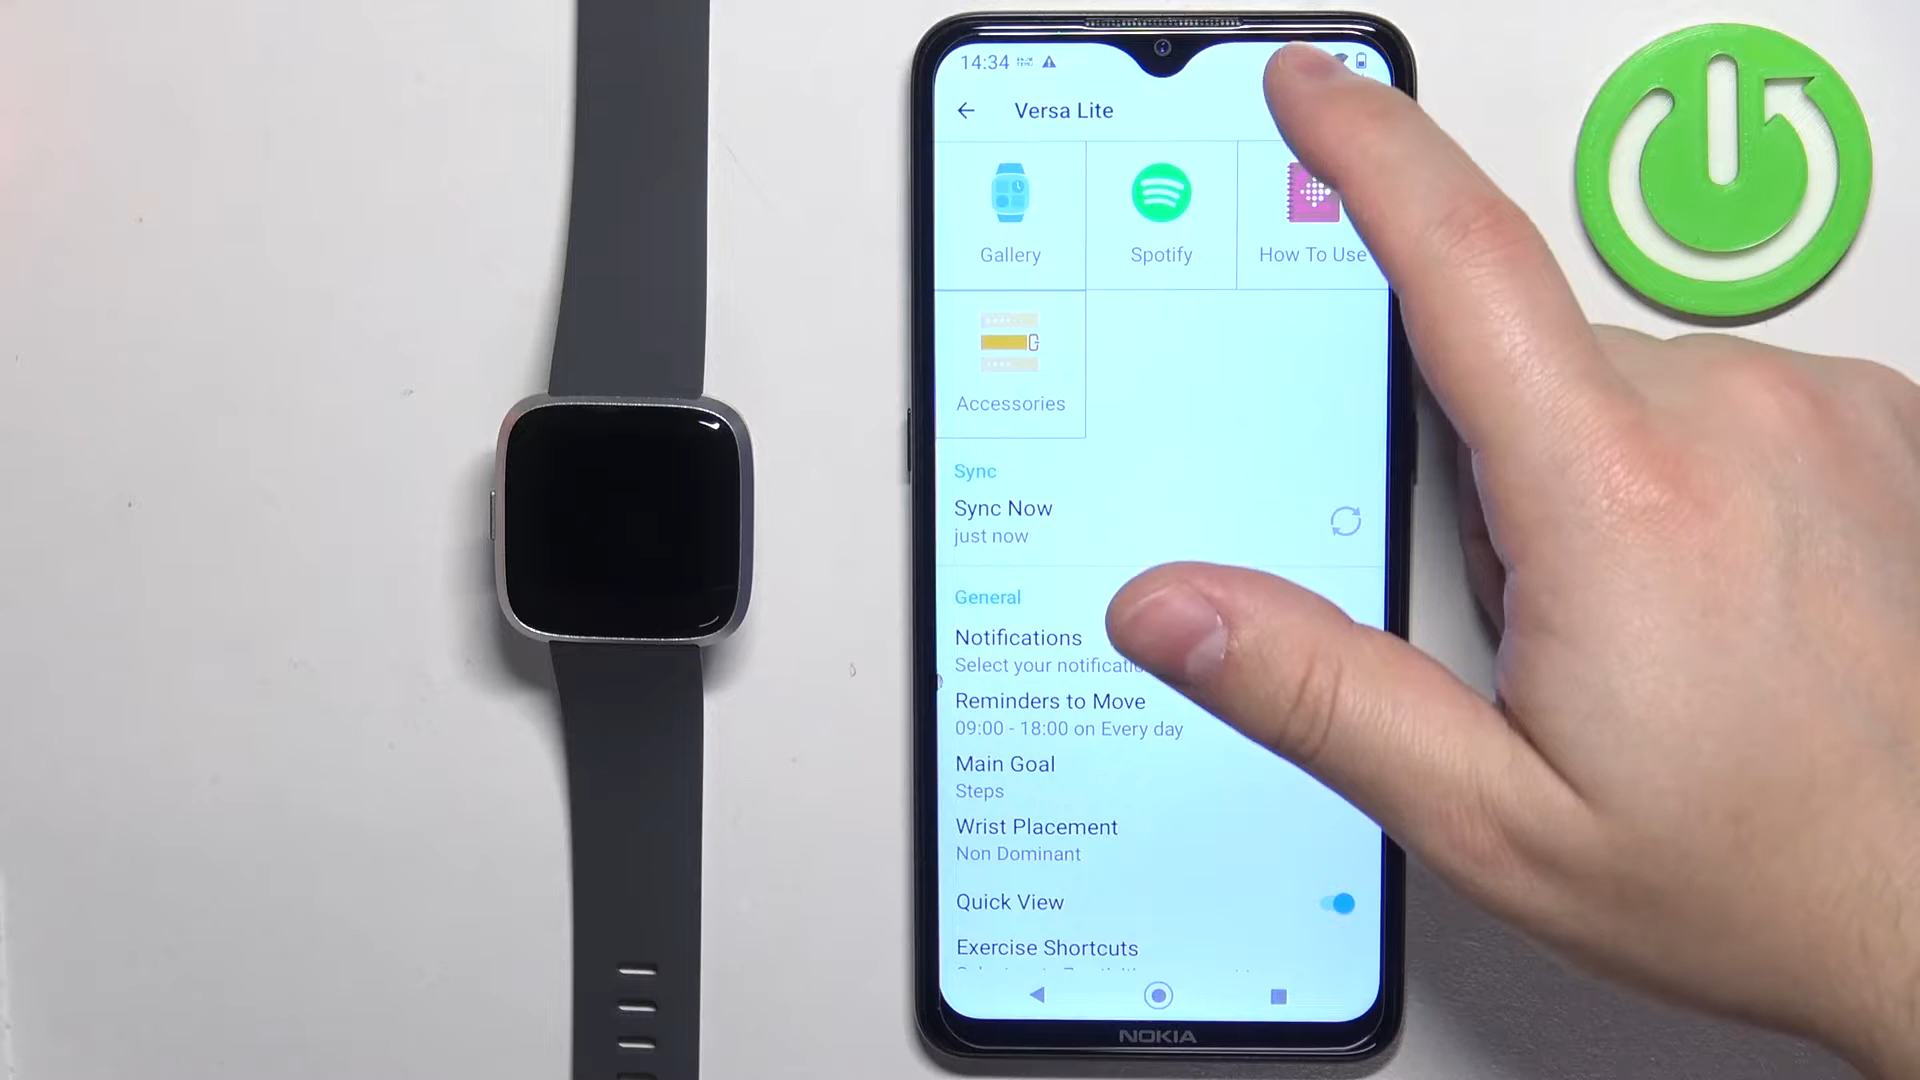 14:34
Versa Lite
Gallery
Spotify
How To Use
Accessories
Sync
Sync Now
just now
General
Notifications
Select your
Reminders to Move
09:00 - 18:00 on Every day
Main Goal
Steps
Wrist Placement
Non Dominant
Quick View
Exercise Shortcuts
NOKIA